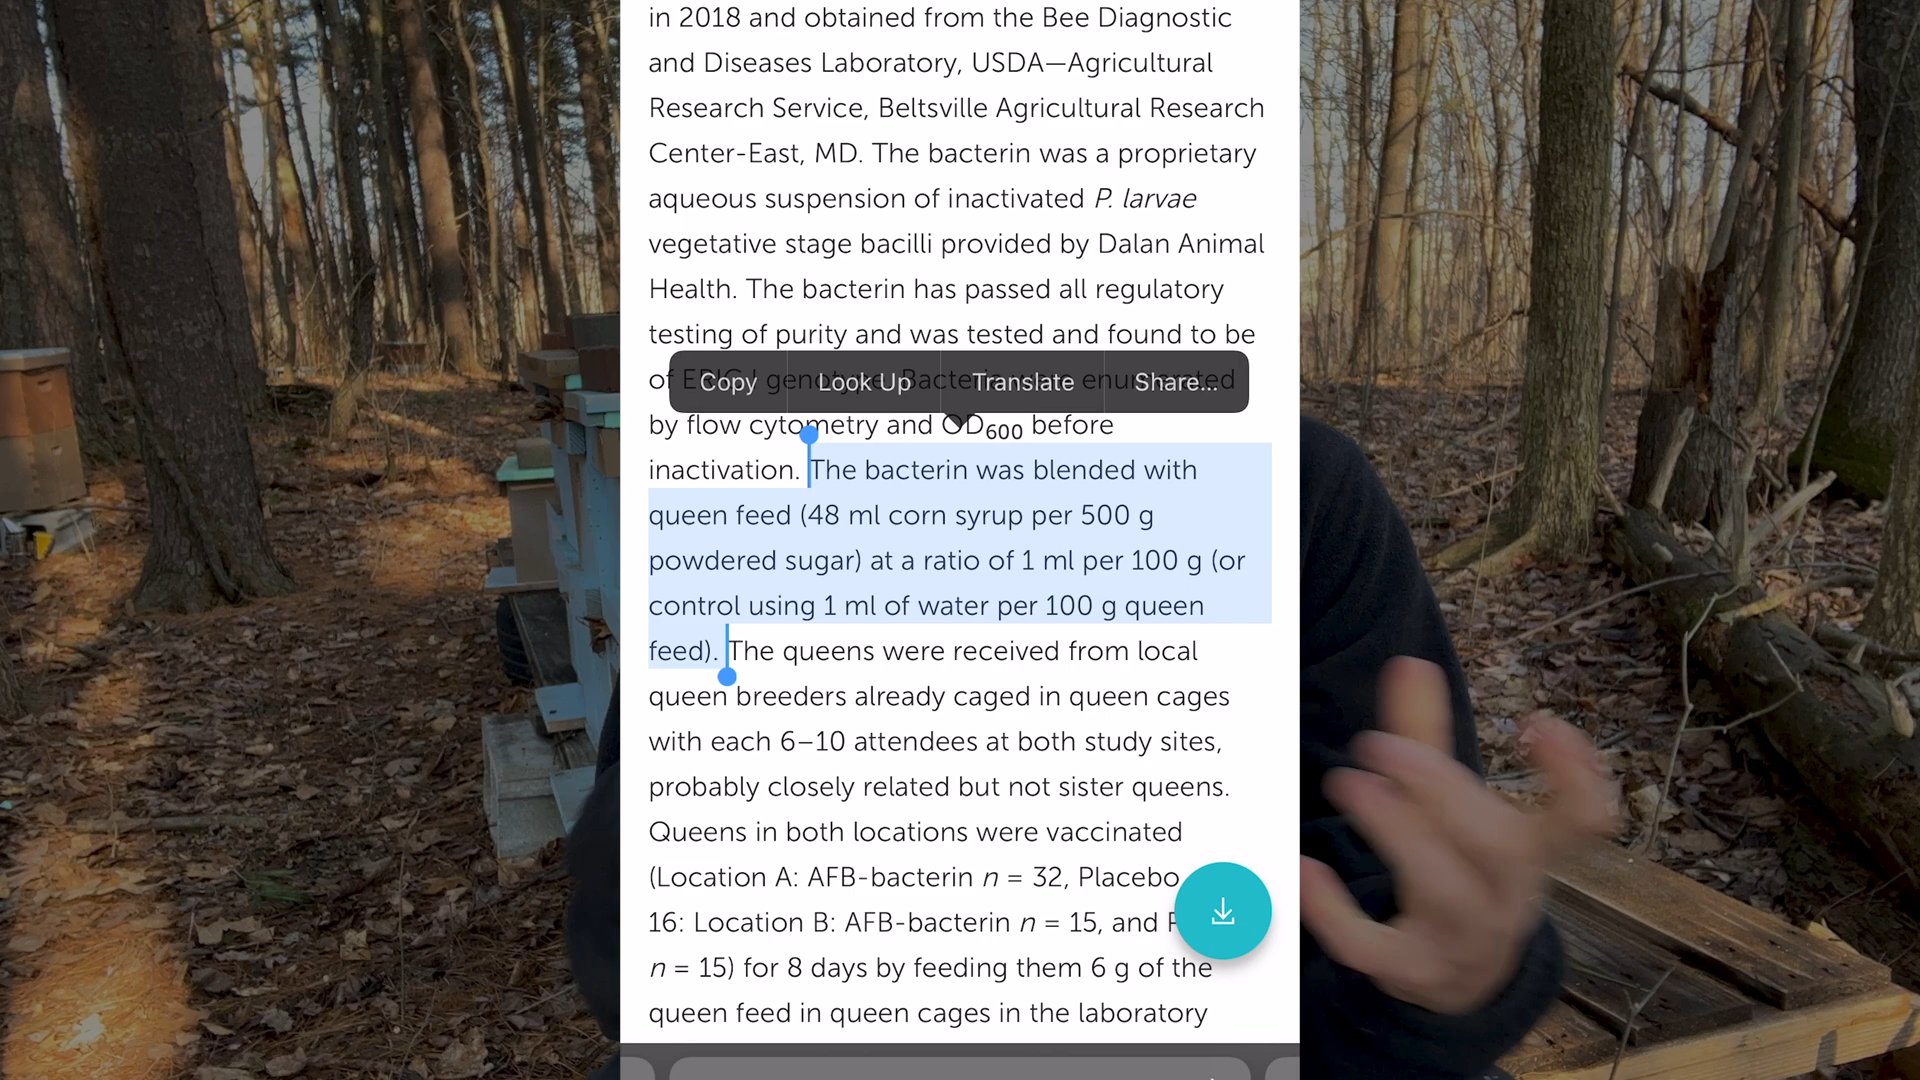 in 2018 and obtained from the Bee Diagnostic
and Diseases Laboratory, USDA—Agricultural
Research Service, Beltsville Agricultural Research
Center-East, MD. The bacterin was a proprietary
aqueous suspension of inactivated P. larvae
vegetative stage bacilli provided by Dalan Animal
Health. The bacterin has passed all regulatory
testing of purity and was tested and found to be
of ERIC I genotype. Bacteria were enumerated
Copy Look Up Translate Share...
by flow cytometry and OD600 before
inactivation. The bacterin was blended with
queen feed (48 ml corn syrup per 500 g
powdered sugar) at a ratio of 1 ml per 100 g (or
control using 1 ml of water per 100 g queen
feed). The queens were received from local
queen breeders already caged in queen cages
with each 6–10 attendees at both study sites,
probably closely related but not sister queens.
Queens in both locations were vaccinated
(Location A: AFB-bacterin n = 32, Placebo
16: Location B: AFB-bacterin n = 15, and
n = 15) for 8 days by feeding them 6 g of the
queen feed in queen cages in the laboratory